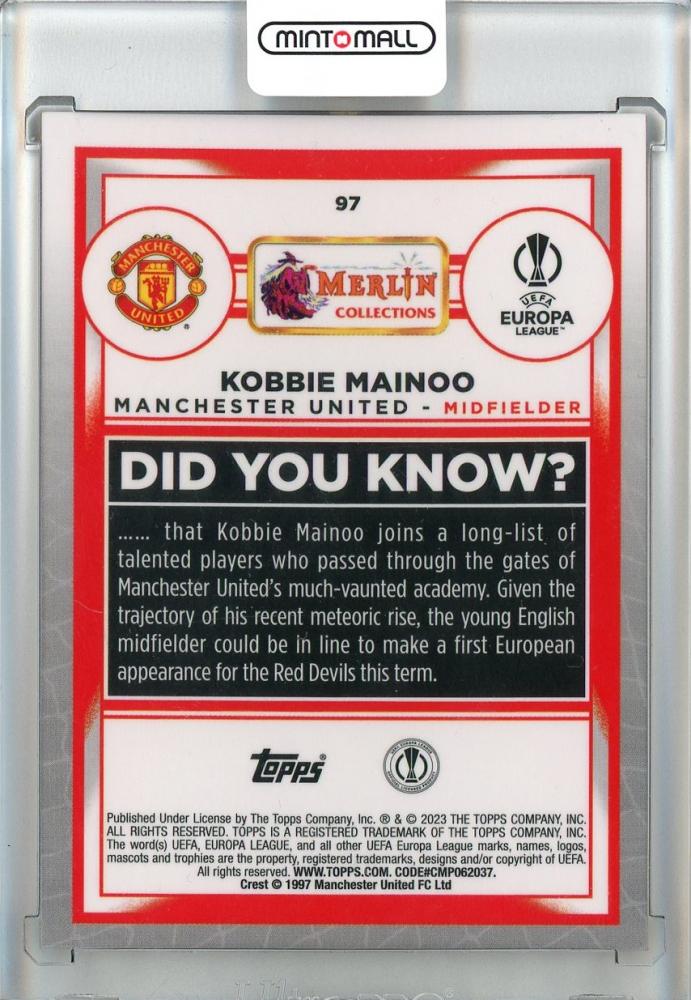 MINT MALL
97
MANCHESTER
UNITED
®
MERLIN
COLLECTIONS
UEFA
EUROPA
LEAGUE™
KOBBIE MAINOO
MANCHESTER UNITED - MIDFIELDER
DID YOU KNOW?
...... that Kobbie Mainoo joins a long-list of
talented players who passed through the gates of
Manchester United's much-vaunted academy. Given the
trajectory of his recent meteoric rise, the young English
midfielder could be in line to make a first European
appearance for the Red Devils this term.
topps®
Published Under License by The Topps Company, Inc. ® & © 2023 THE TOPPS COMPANY, INC.
ALL RIGHTS RESERVED. TOPPS IS A REGISTERED TRADEMARK OF THE TOPPS COMPANY, INC.
The word(s) UEFA, EUROPA LEAGUE, and all other UEFA Europa League marks, names, logos,
mascots and trophies are the property, registered trademarks, designs and/or copyright of UEFA.
All rights reserved. WWW.TOPPS.COM. CODE#CMP062037.
Crest © 1997 Manchester United FC Ltd